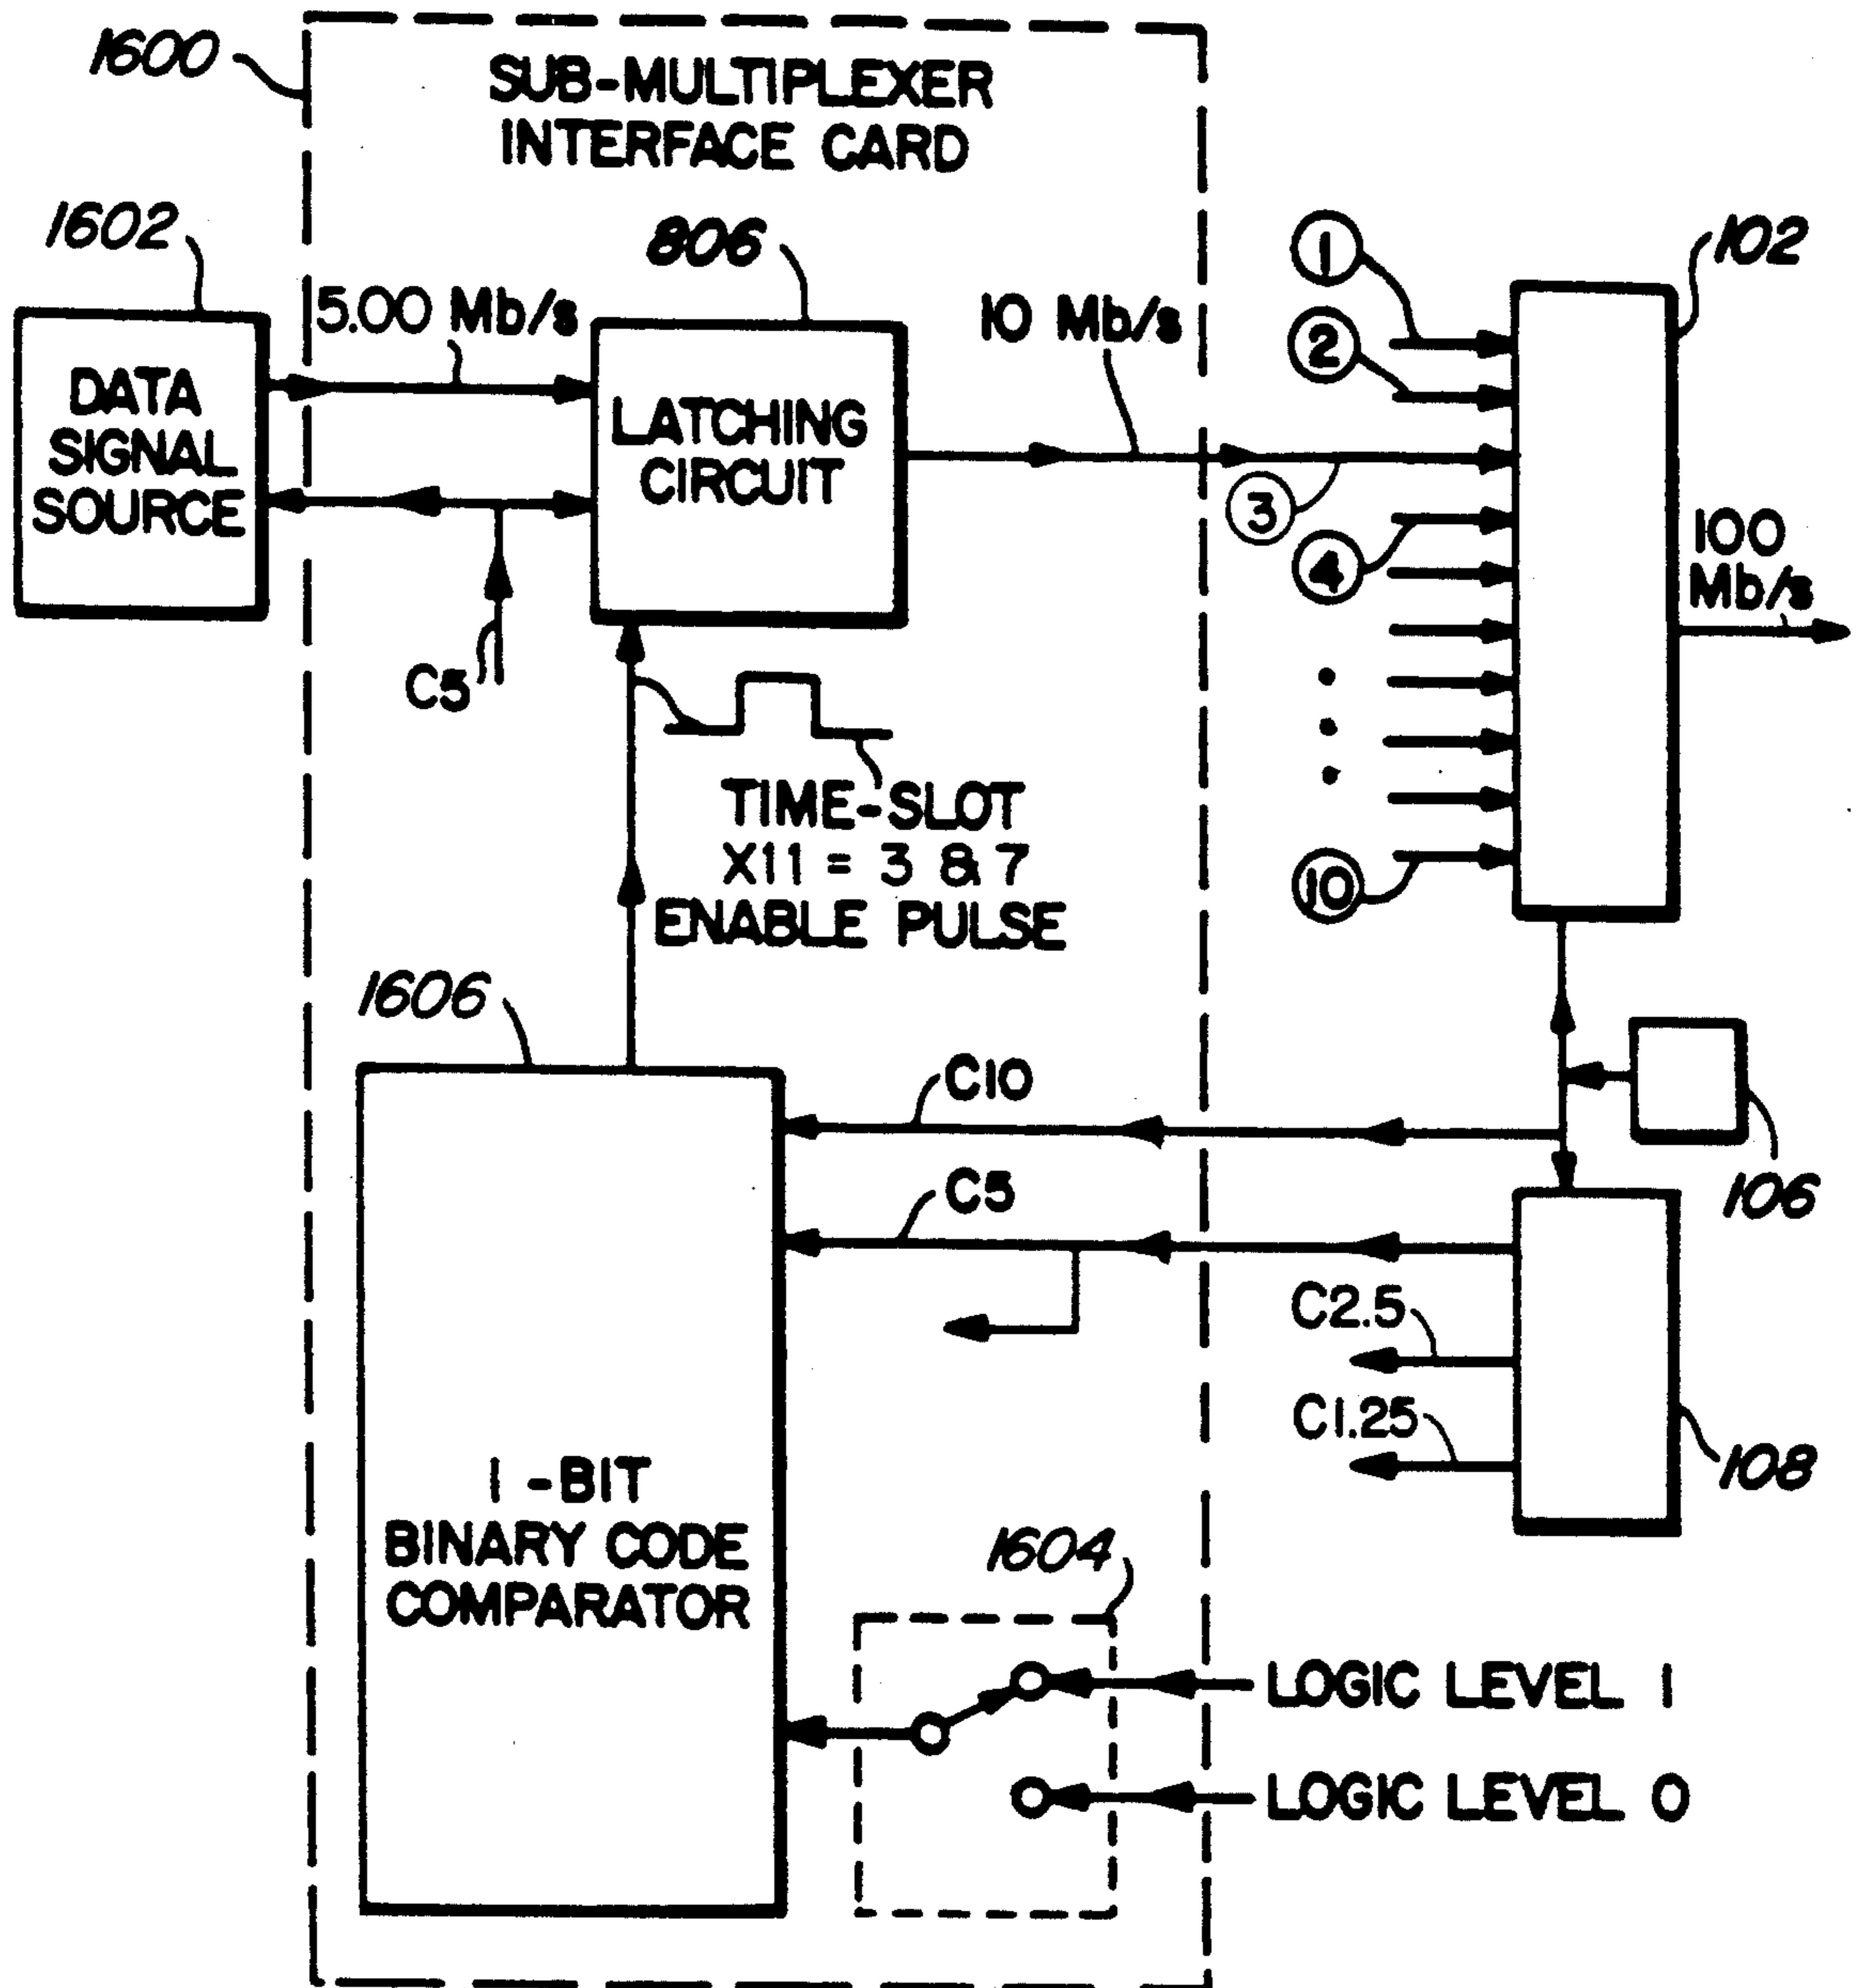 1600
SUB-MULTIPLEXER
INTERFACE CARD
1602
806
102
1
2
3
4
10
5.00 Mb/s
10 Mb/s
DATA
SIGNAL
SOURCE
LATCHING
CIRCUIT
100
Mb/s
C5
TIME-SLOT
X11 = 3 & 7
ENABLE PULSE
1606
C10
C5
106
C2.5
C1.25
108
1-BIT
BINARY CODE
COMPARATOR
1604
LOGIC LEVEL 1
LOGIC LEVEL 0